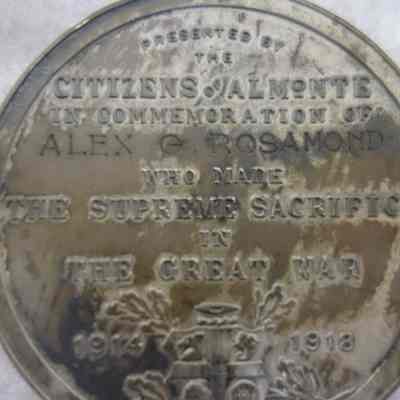 PRESENTED BY
THE
CITIZENS of ALMONTE
IN COMMEMORATION OF
ALEX G. ROSAMOND
WHO MADE
THE SUPREME SACRIFIC
IN
THE GREAT WAR
1914 1918